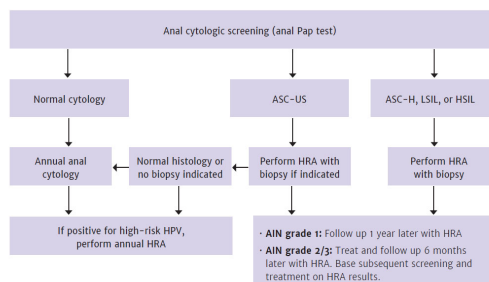 Anal cytologic screening (anal Pap test)
Normal cytology
ASC-US
ASC-H, LSIL, or HSIL
Annual anal
cytology
Normal histology or
no biopsy indicated
Perform HRA with
biopsy if indicated
Perform HRA
with biopsy
If positive for high-risk HPV,
perform annual HRA
· AIN grade 1: Follow up 1 year later with HRA
· AIN grade 2/3: Treat and follow up 6 months
later with HRA. Base subsequent screening and
treatment on HRA results.